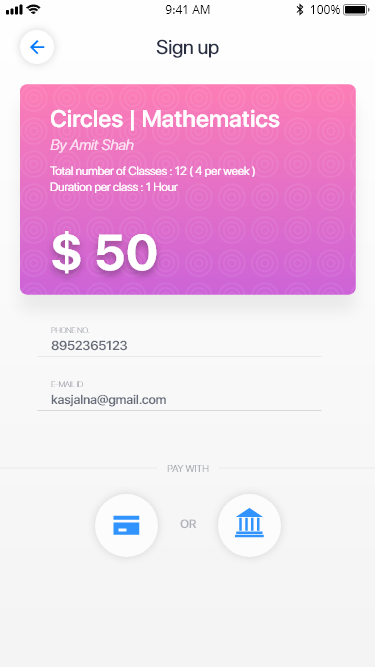 9:41 AM
100%
Sign up
Circles | Mathematics
By Amit Shah
Total number of Classes : 12 ( 4 per week )
Duration per class : 1 Hour
$ 50
PHONE NO.
8952365123
E-MAIL ID
kasjalna@gmail.com
PAY WITH
OR